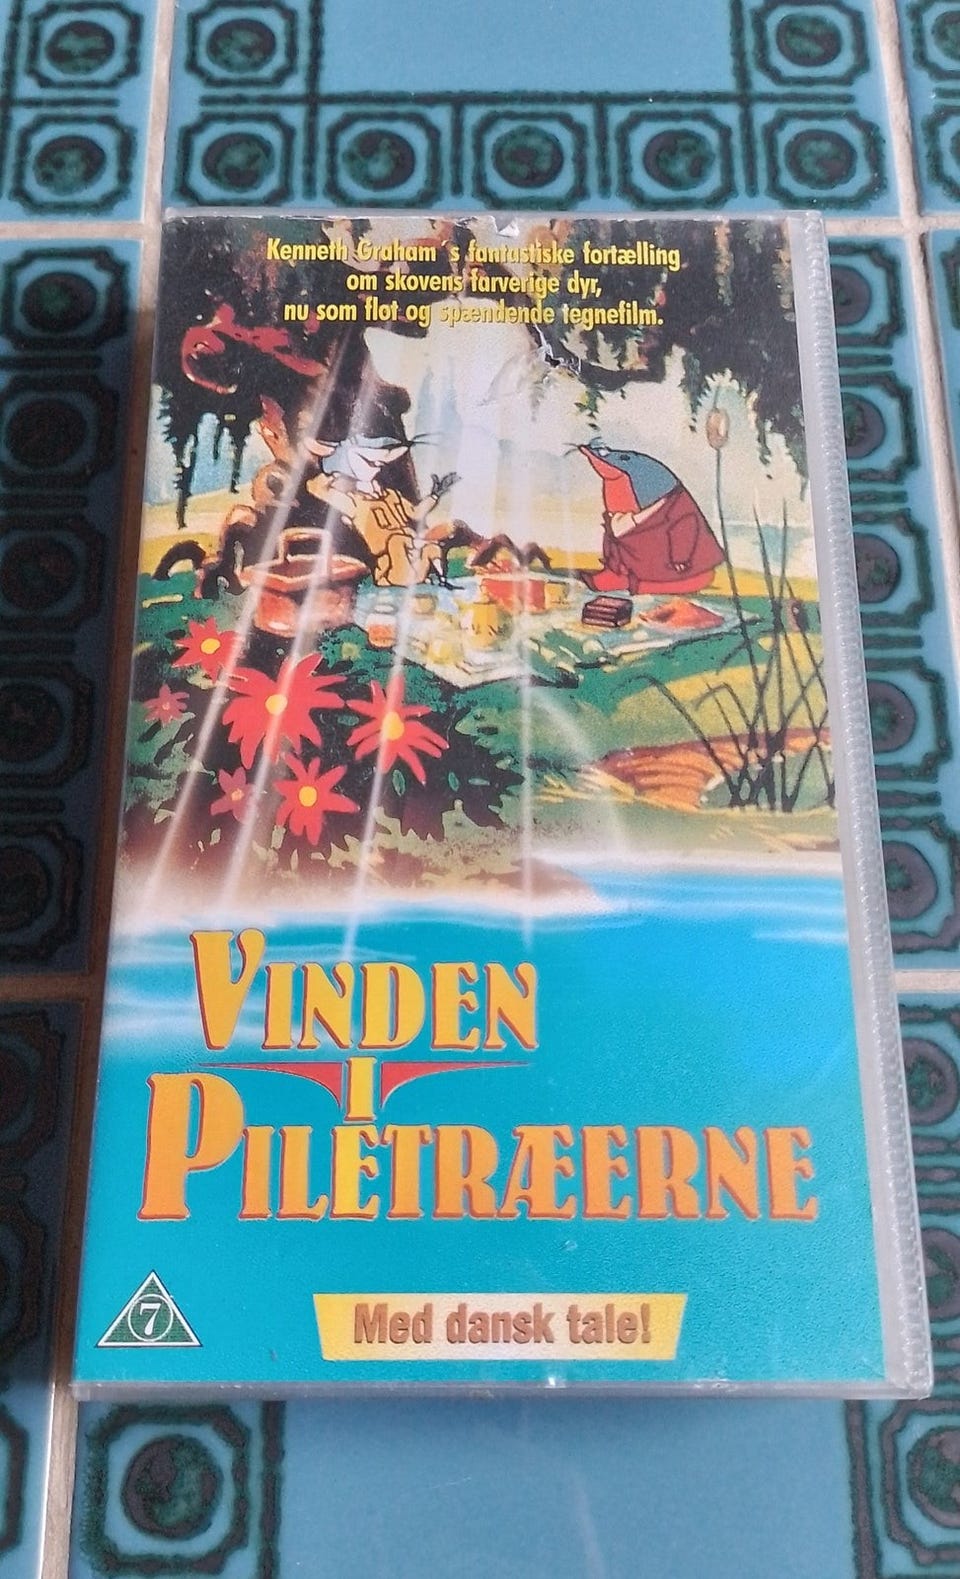 Kenneth Graham´s fantastiske fortælling
om skovens farverige dyr,
nu som flot og spændende tegnefilm.
VINDEN
I
PILETRÆERNE
7
Med dansk tale!